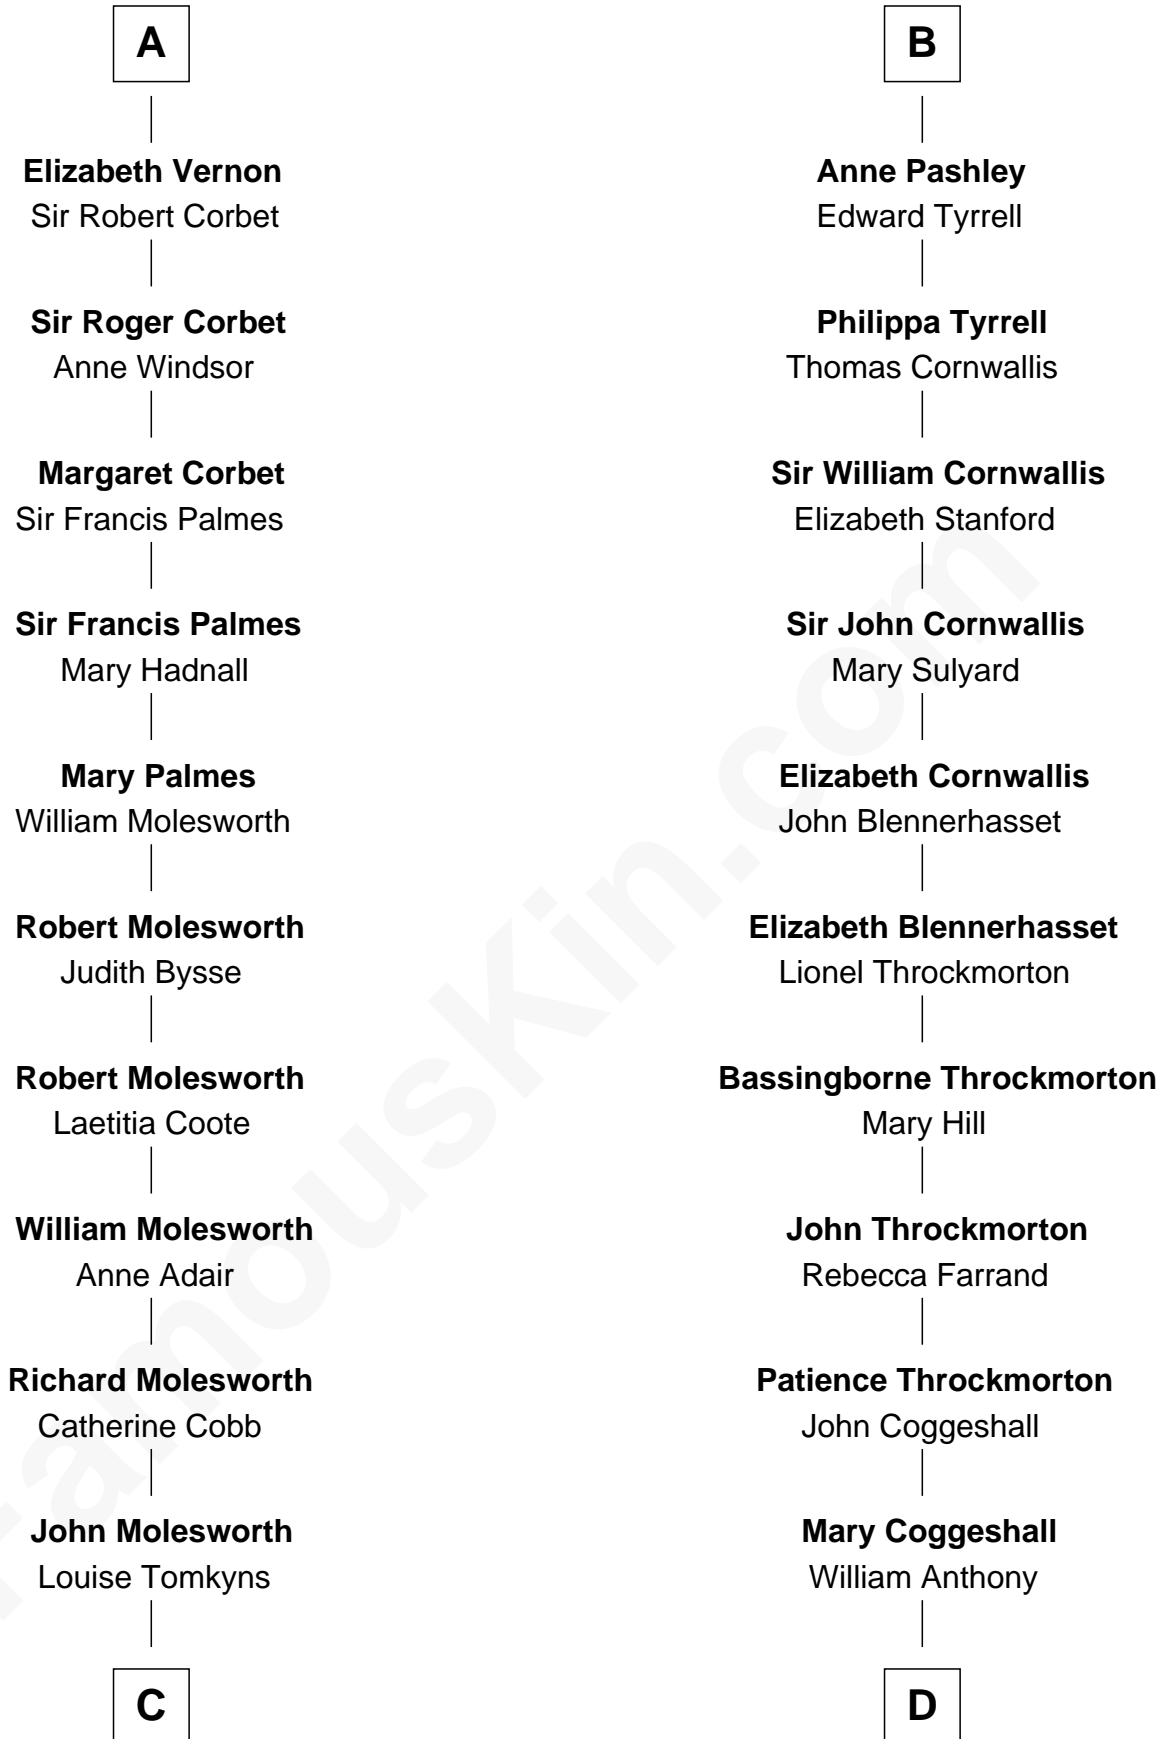 A
Elizabeth Vernon
Sir Robert Corbet
Sir Roger Corbet
Anne Windsor
Margaret Corbet
Sir Francis Palmes
Sir Francis Palmes
Mary Hadnall
Mary Palmes
William Molesworth
Robert Molesworth
Judith Bysse
Robert Molesworth
Laetitia Coote
William Molesworth
Anne Adair
Richard Molesworth
Catherine Cobb
John Molesworth
Louise Tomkyns
C
B
Anne Pashley
Edward Tyrrell
Philippa Tyrrell
Thomas Cornwallis
Sir William Cornwallis
Elizabeth Stanford
Sir John Cornwallis
Mary Sulyard
Elizabeth Cornwallis
John Blennerhasset
Elizabeth Blennerhasset
Lionel Throckmorton
Bassingborne Throckmorton
Mary Hill
John Throckmorton
Rebecca Farrand
Patience Throckmorton
John Coggeshall
Mary Coggeshall
William Anthony
D
FamousKin.com